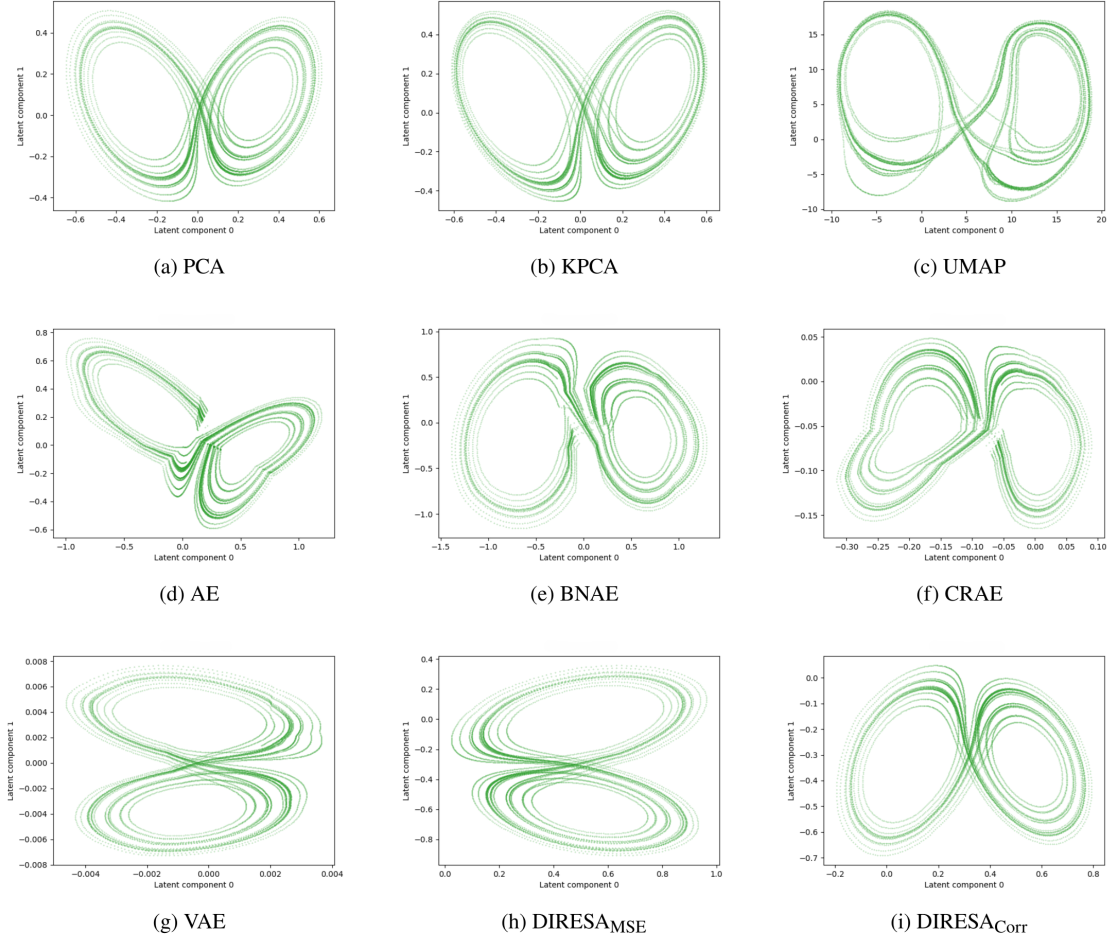 0.4
0.2
0.0
−0.2
−0.4
Latent component 1
−0.6 −0.4 −0.2 0.0 0.2 0.4 0.6
Latent component 0
(a) PCA
0.4
0.2
0.0
−0.2
−0.4
Latent component 1
−0.6 −0.4 −0.2 0.0 0.2 0.4 0.6
Latent component 0
(b) KPCA
15
10
5
0
−5
−10
Latent component 1
−10 −5 0 5 10 15 20
Latent component 0
(c) UMAP
0.8
0.6
0.4
0.2
0.0
−0.2
−0.4
−0.6
Latent component 1
−1.0 −0.5 0.0 0.5 1.0
Latent component 0
(d) AE
1.0
0.5
0.0
−0.5
−1.0
Latent component 1
−1.5 −1.0 −0.5 0.0 0.5 1.0
Latent component 0
(e) BNAE
0.05
0.00
−0.05
−0.10
−0.15
Latent component 1
−0.30 −0.25 −0.20 −0.15 −0.10 −0.05 0.00 0.05 0.10
Latent component 0
(f) CRAE
0.008
0.006
0.004
0.002
0.000
−0.002
−0.004
−0.006
−0.008
Latent component 1
−0.004 −0.002 0.000 0.002 0.004
Latent component 0
(g) VAE
0.4
0.2
0.0
−0.2
−0.4
−0.6
−0.8
Latent component 1
0.0 0.2 0.4 0.6 0.8 1.0
Latent component 0
(h) DIRESA_MSE
0.0
−0.1
−0.2
−0.3
−0.4
−0.5
−0.6
−0.7
Latent component 1
−0.2 0.0 0.2 0.4 0.6 0.8
Latent component 0
(i) DIRESA_Corr